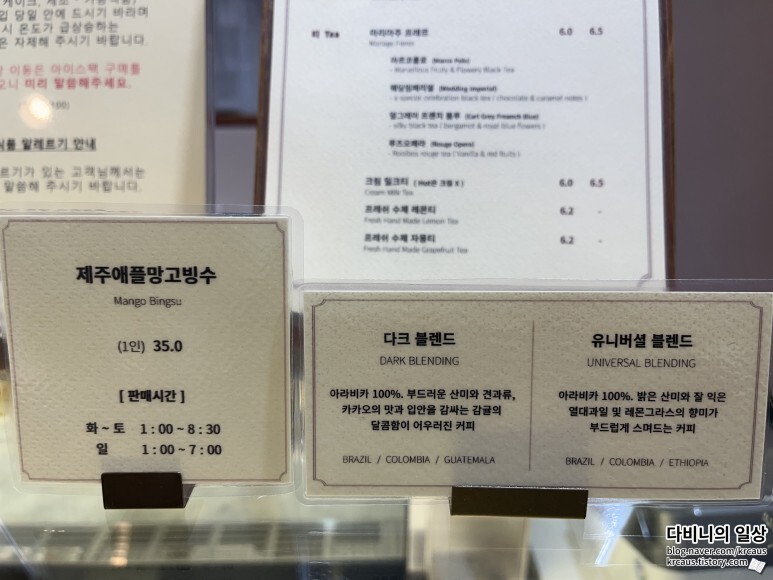 입 당일 안에 드시기 바라며
시 온도가 급상승하는
은 자제해 주시기 바랍니다.
이동은 아이스팩 구매를
오니 미리 말씀해주세요.
식품 알레르기 안내
르기가 있는 고객님께서는
말씀해 주시기 바랍니다.
티 Tea
마리아주 프레르 6.0 6.5
Mariage Freres
마르코폴로 (Marco Polo)
- Marvellous Fruits & Flowery Black Tea
웨딩임페리얼 (Wedding Imperial)
- a special celebration black tea ( chocolate & caramel notes )
얼그레이 프렌치 블루
- silky black tea ( bergamot & royal blue flowers )
루즈오페라 (Rouge Opera)
- Rooibos rouge tea ( Vanilla & red fruits )
크림 밀크티 ( Hot은 크림 X ) 6.0 6.5
Cream Milk Tea
프레쉬 수제 레몬티 6.2 -
Fresh Hand Made Lemon Tea
프레쉬 수제 자몽티 6.2 -
Fresh Hand Made Grapefruit Tea
제주애플망고빙수
Mango Bingsu
(1인) 35.0
[ 판매시간 ]
화 ~ 토 1 : 00 ~ 8 : 30
일 1 : 00 ~ 7 : 00
다크 블렌드
DARK BLENDING
아라비카 100%. 부드러운 산미와 견과류,
카카오의 맛과 입안을 감싸는 감귤의
달콤함이 어우러진 커피
BRAZIL / COLOMBIA / GUATEMALA
유니버셜 블렌드
UNIVERSAL BLENDING
아라비카 100%. 밝은 산미와 잘 익은
열대과일 및 레몬그라스의 향미가
부드럽게 스며드는 커피
BRAZIL / COLOMBIA / ETHIOPIA
다비니의 일상
blog.naver.com/krcaus
krcaus.tistory.com